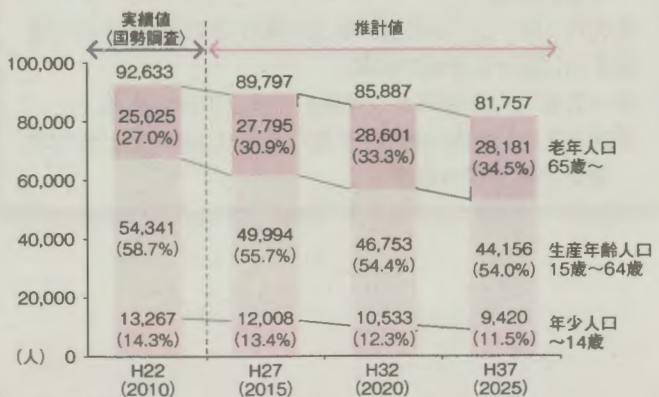 実績値
〈国勢調査〉
推計値
100,000
80,000
60,000
40,000
20,000
(人) 0
92,633
25,025
(27.0%)
54,341
(58.7%)
13,267
(14.3%)
H22
(2010)
89,797
27,795
(30.9%)
49,994
(55.7%)
12,008
(13.4%)
H27
(2015)
85,887
28,601
(33.3%)
46,753
(54.4%)
10,533
(12.3%)
H32
(2020)
81,757
28,181
(34.5%)
44,156
(54.0%)
9,420
(11.5%)
H37
(2025)
老年人口
65歳～
生産年齢人口
15歳～64歳
年少人口
～14歳